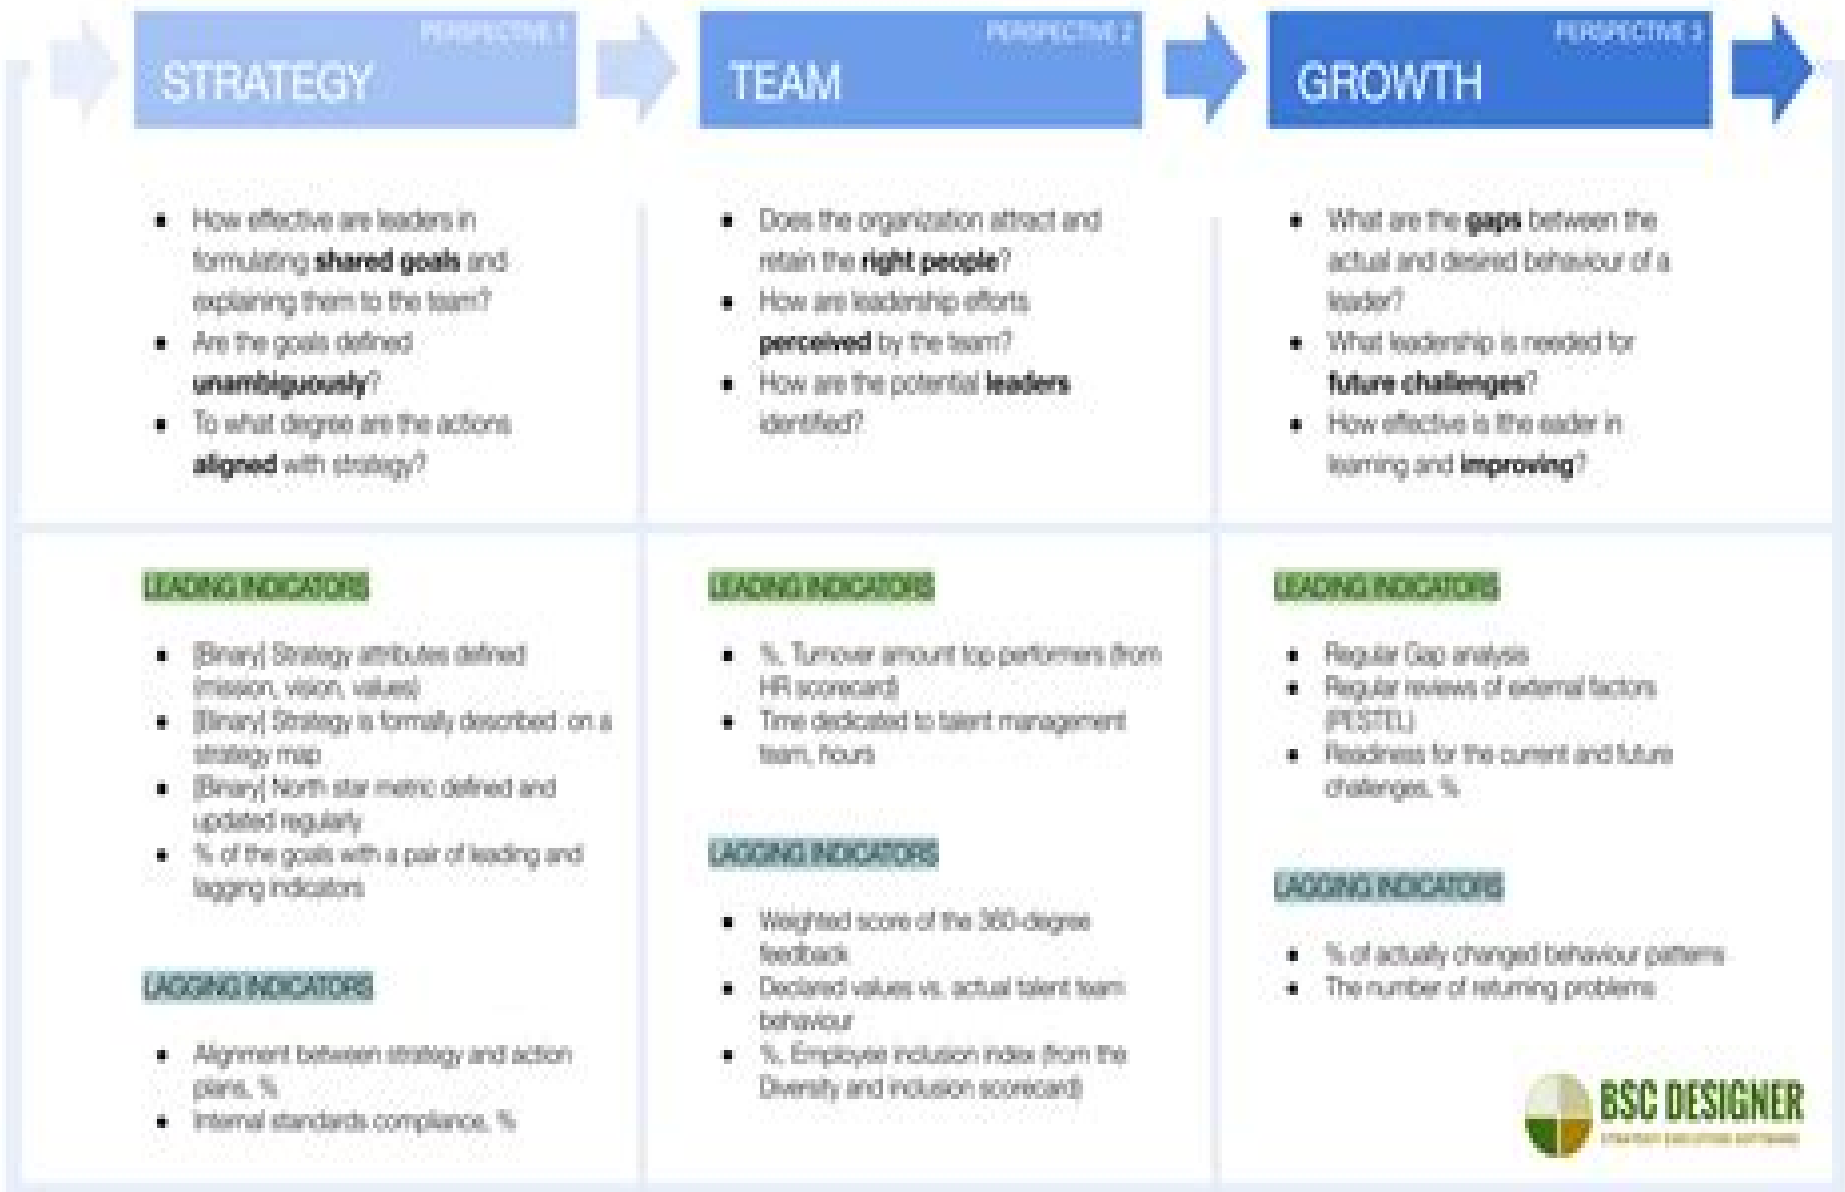 PERSPECTIVE 1
STRATEGY
How effective are leaders in
formulating shared goals and
explaining them to the team?
Are the goals defined
unambiguously?
To what degree are the actions
aligned with strategy?
LEADING INDICATORS
[Binary] Strategy attributes defined
(mission, vision, values)
[Binary] Strategy is formally described on a
strategy map
[Binary] North star metric defined and
updated regularly
% of the goals with a pair of leading and
lagging indicators
LAGGING INDICATORS
Alignment between strategy and action
plans, %
Internal standards compliance, %
PERSPECTIVE 2
TEAM
Does the organization attract and
retain the right people?
How are leadership efforts
perceived by the team?
How are the potential leaders
identified?
LEADING INDICATORS
%, Turnover amount top performers (from
HR scorecard)
Time dedicated to talent management
team, hours
LAGGING INDICATORS
Weighted score of the 360-degree
feedback
Declared values vs. actual talent team
behaviour
%, Employee inclusion index (from the
Diversity and inclusion scorecard)
PERSPECTIVE 3
GROWTH
What are the gaps between the
actual and desired behaviour of a
leader?
What leadership is needed for
future challenges?
How effective is the eader in
learning and improving?
LEADING INDICATORS
Regular Gap analysis
Regular reviews of external factors
(PESTEL)
Readiness for the current and future
challenges, %
LAGGING INDICATORS
% of actually changed behaviour patterns
The number of returning problems
BSC DESIGNER
STRATEGY EXECUTION SOFTWARE